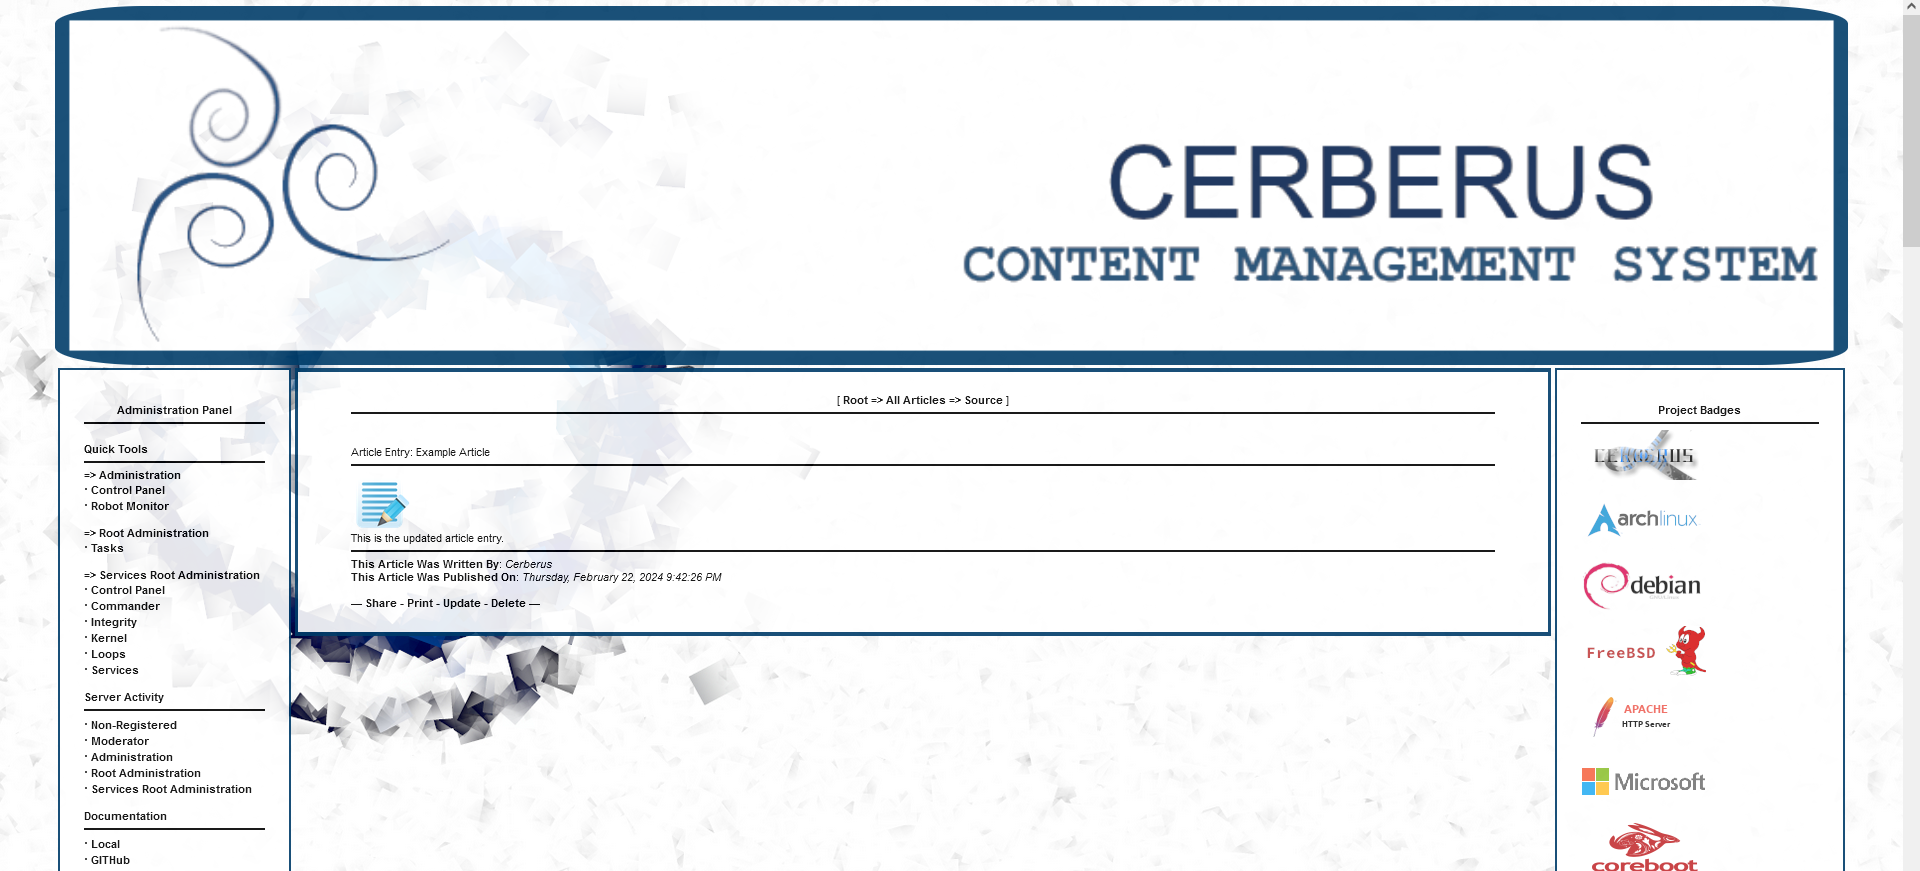 CERBERUS
CONTENT MANAGEMENT SYSTEM
Administration Panel
Quick Tools
=> Administration
· Control Panel
· Robot Monitor
=> Root Administration
· Tasks
=> Services Root Administration
· Control Panel
· Commander
· Integrity
· Kernel
· Loops
· Services
Server Activity
· Non-Registered
· Moderator
· Administration
· Root Administration
· Services Root Administration
Documentation
· Local
· GITHub
[ Root => All Articles => Source ]
Article Entry: Example Article
This is the updated article entry.
This Article Was Written By: Cerberus
This Article Was Published On: Thursday, February 22, 2024 9:42:26 PM
— Share - Print - Update - Delete —
Project Badges
CERBERUS
archlinux
debian
FreeBSD
APACHE
HTTP Server
Microsoft
coreboot